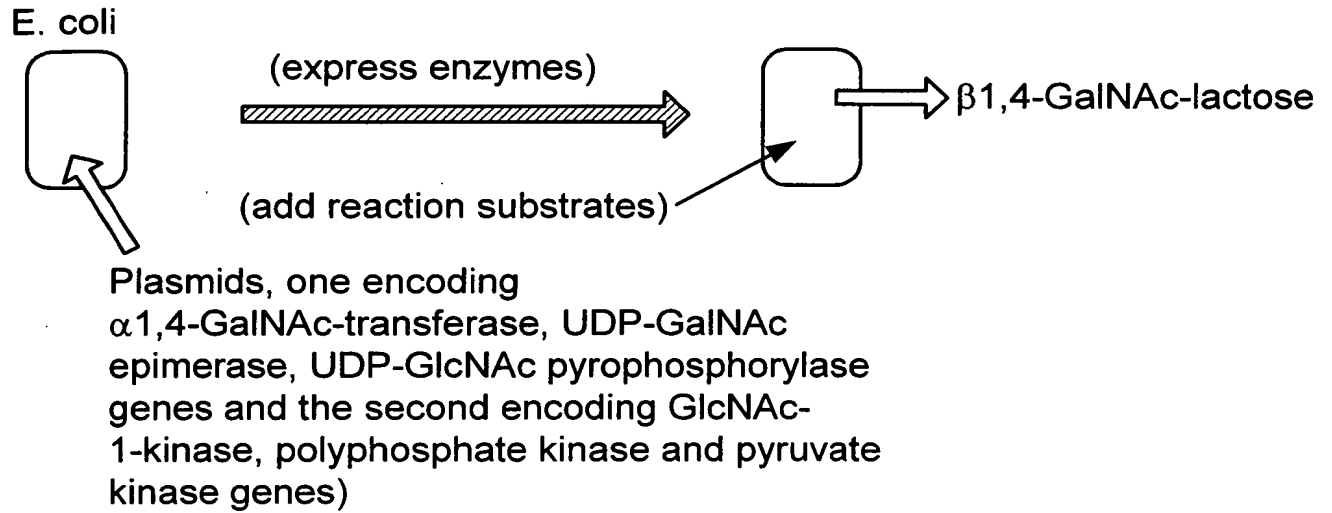 E. coli
(express enzymes)
β1,4-GalNAc-lactose
(add reaction substrates)
Plasmids, one encoding
α1,4-GalNAc-transferase, UDP-GalNAc
epimerase, UDP-GlcNAc pyrophosphorylase
genes and the second encoding GlcNAc-
1-kinase, polyphosphate kinase and pyruvate
kinase genes)